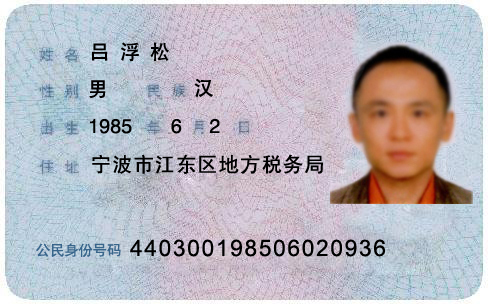 姓名 吕浮松
性别 男 民族 汉
出生 1985 年 6 月 2 日
住址 宁波市江东区地方税务局
公民身份号码 440300198506020936